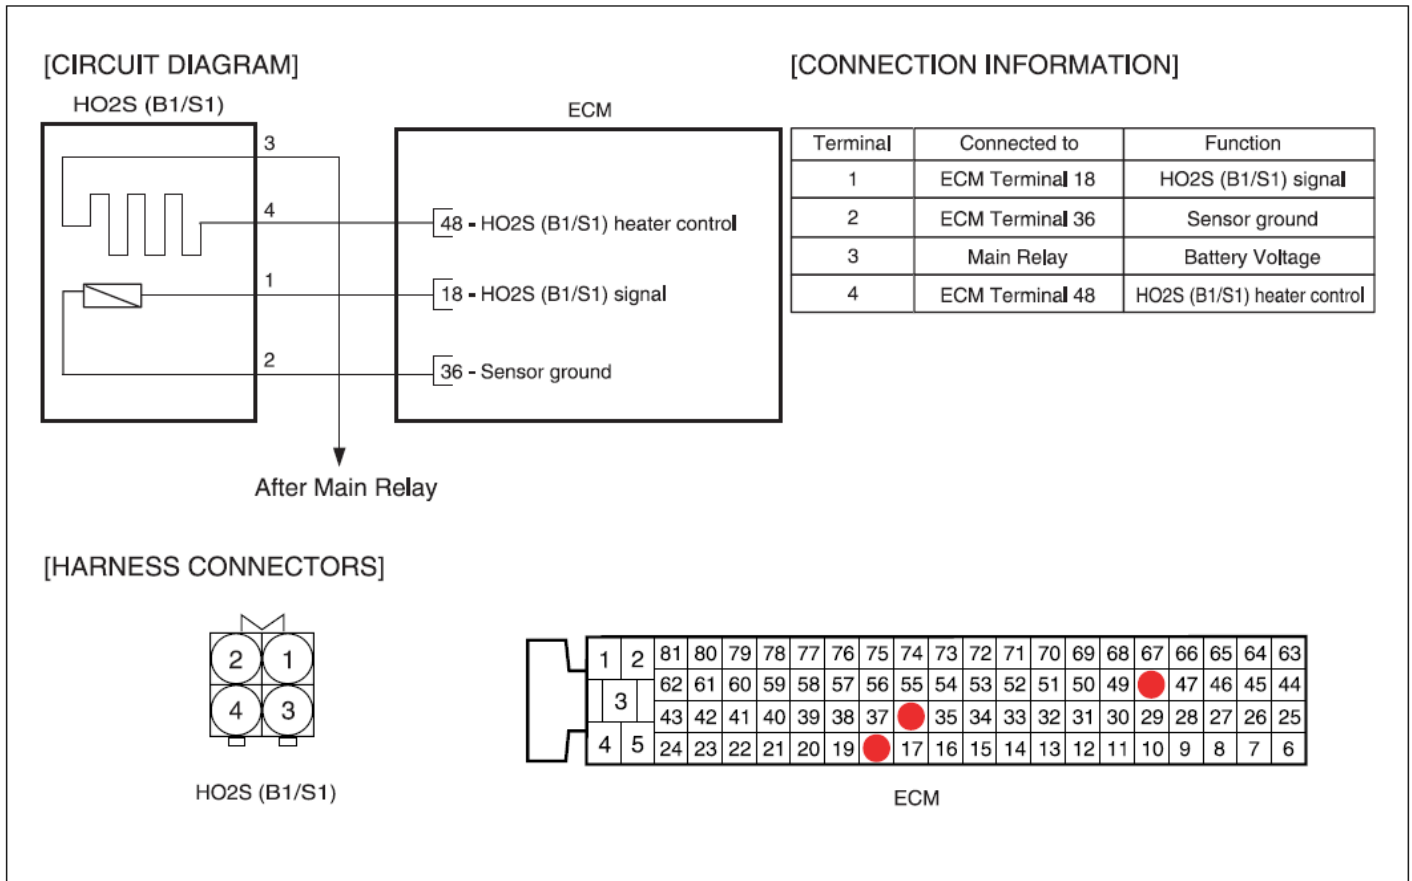 [CIRCUIT DIAGRAM]
HO2S (B1/S1)
ECM
3
4
1
2
48 - HO2S (B1/S1) heater control
18 - HO2S (B1/S1) signal
36 - Sensor ground
After Main Relay
[CONNECTION INFORMATION]
Terminal Connected to Function
1 ECM Terminal 18 HO2S (B1/S1) signal
2 ECM Terminal 36 Sensor ground
3 Main Relay Battery Voltage
4 ECM Terminal 48 HO2S (B1/S1) heater control
[HARNESS CONNECTORS]
2 1
4 3
HO2S (B1/S1)
1 2 81 80 79 78 77 76 75 74 73 72 71 70 69 68 67 66 65 64 63
62 61 60 59 58 57 56 55 54 53 52 51 50 49 47 46 45 44
3
43 42 41 40 39 38 37 35 34 33 32 31 30 29 28 27 26 25
4 5 24 23 22 21 20 19 17 16 15 14 13 12 11 10 9 8 7 6
ECM